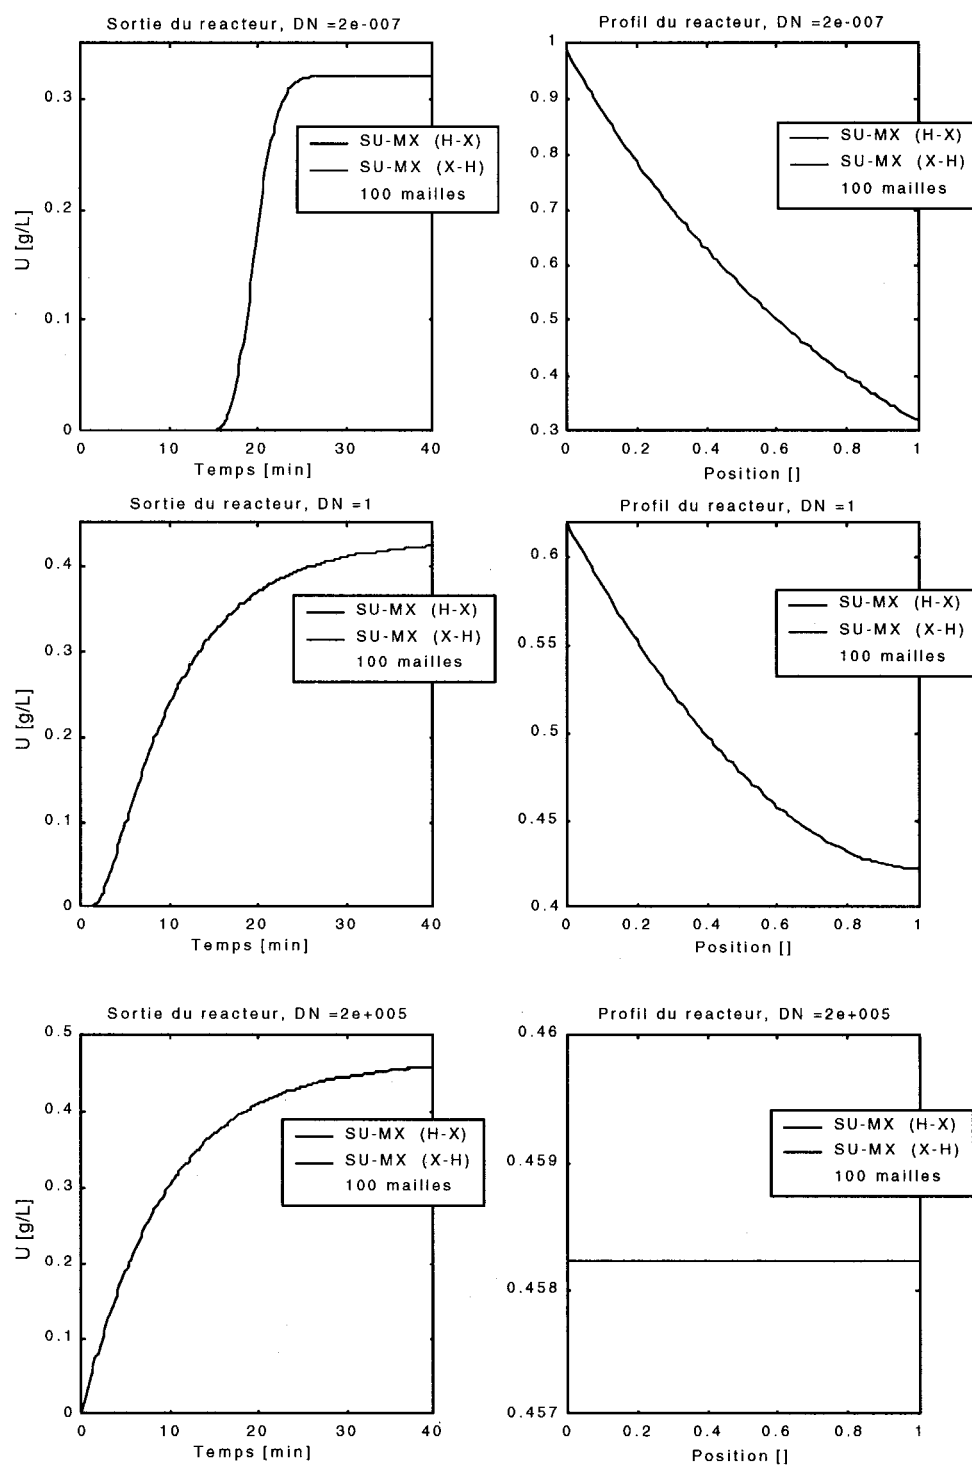 Sortie du reacteur, DN =2e-007
Profil du reacteur, DN =2e-007
U [g/L]
0.3
0.2
0.1
0
SU-MX (H-X)
SU-MX (X-H)
100 mailles
0 10 20 30 40
Temps [min]
1
0.9
0.8
0.7
0.6
0.5
0.4
0.3
SU-MX (H-X)
SU-MX (X-H)
100 mailles
0 0.2 0.4 0.6 0.8 1
Position []
Sortie du reacteur, DN =1
Profil du reacteur, DN =1
U [g/L]
0.4
0.3
0.2
0.1
0
SU-MX (H-X)
SU-MX (X-H)
100 mailles
0 10 20 30 40
Temps [min]
0.6
0.55
0.5
0.45
0.4
SU-MX (H-X)
SU-MX (X-H)
100 mailles
0 0.2 0.4 0.6 0.8 1
Position []
Sortie du reacteur, DN =2e+005
Profil du reacteur, DN =2e+005
U [g/L]
0.5
0.4
0.3
0.2
0.1
0
SU-MX (H-X)
SU-MX (X-H)
100 mailles
0 10 20 30 40
Temps [min]
0.46
0.459
0.458
0.457
SU-MX (H-X)
SU-MX (X-H)
100 mailles
0 0.2 0.4 0.6 0.8 1
Position []